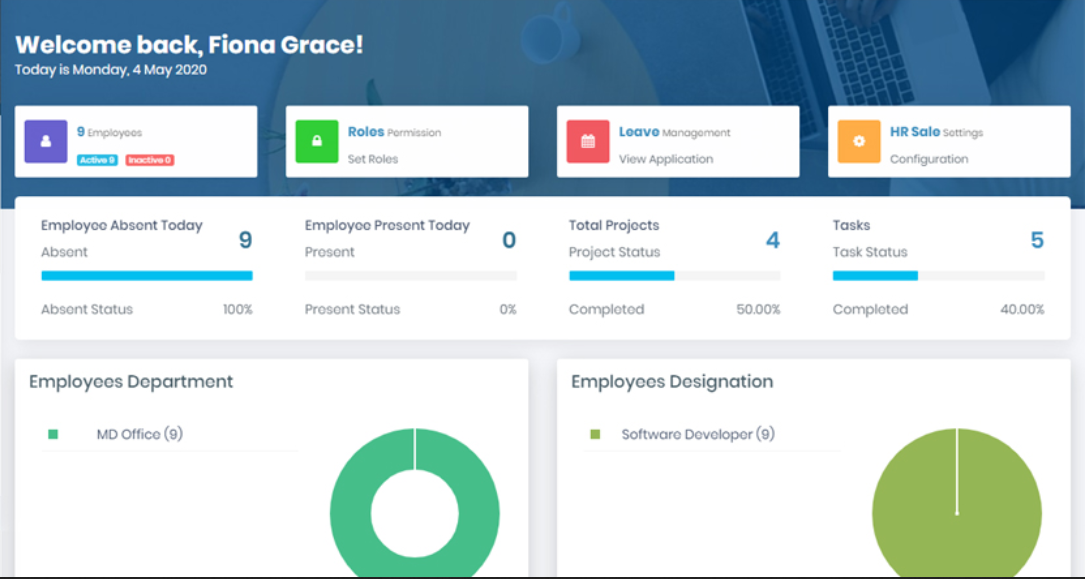 Welcome back, Fiona Grace!
Today is Monday, 4 May 2020
9 Employees
Active 9 Inactive 0
Roles Permission
Set Roles
Leave Management
View Application
HR Sale Settings
Configuration
Employee Absent Today
9
Absent
Absent Status 100%
Employee Present Today
0
Present
Present Status 0%
Total Projects
4
Project Status
Completed 50.00%
Tasks
5
Task Status
Completed 40.00%
Employees Department
MD Office (9)
Employees Designation
Software Developer (9)